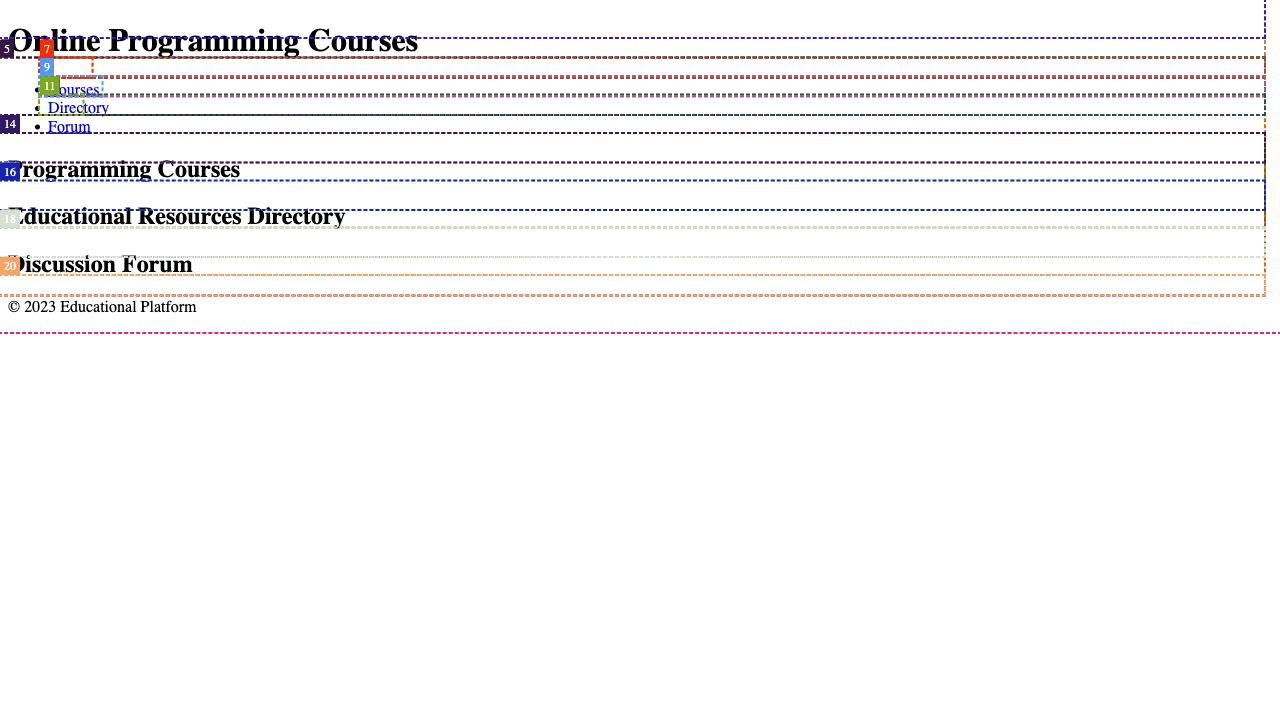 Online Programming Courses
5
7
9
11
Courses
Directory
14
Forum
16
Programming Courses
18
Educational Resources Directory
20
Discussion Forum
© 2023 Educational Platform